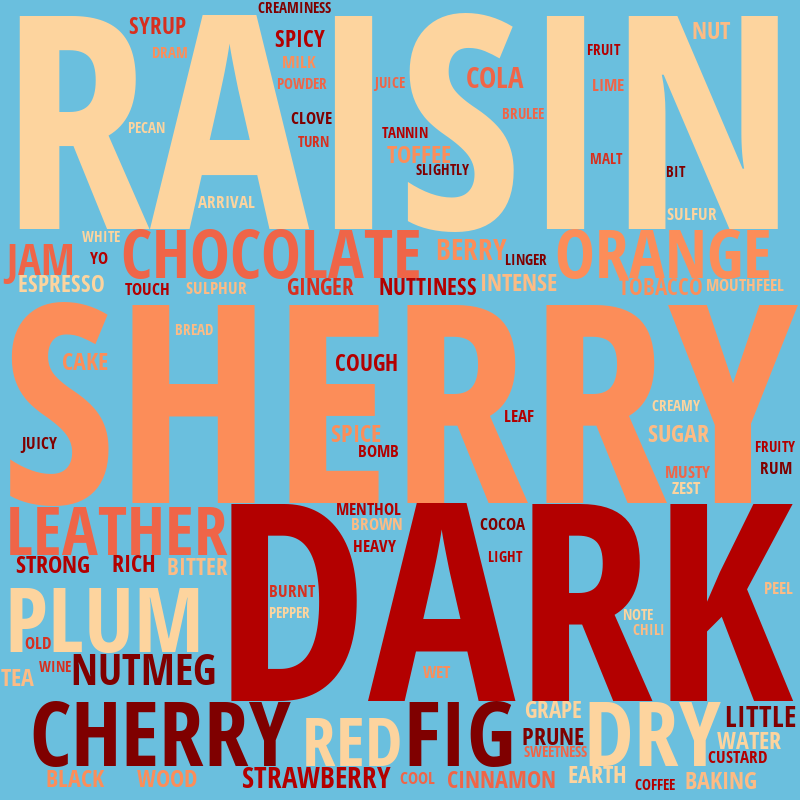 CREAMINESS
RAISIN
SYRUP
NUT
SPICY
DRAM
FRUIT
MILK
COLA
POWDER
JUICE
LIME
BRULEE
CLOVE
PECAN
TANNIN
TURN
TOFFEE
MALT
SLIGHTLY
BIT
ARRIVAL
SULFUR
WHITE
CHOCOLATE
ORANGE
JAM
BERRY
YO
LINGER
ESPRESSO
TOUCH
SULPHUR
GINGER
NUTTINESS
INTENSE
TOBACCO
MOUTHFEEL
SHERRY
BREAD
CAKE
COUGH
CREAMY
LEAF
SPICE
SUGAR
JUICY
BOMB
FRUITY
MUSTY
RUM
ZEST
LEATHER
DARK
MENTHOL
BROWN
COCOA
HEAVY
LIGHT
STRONG
RICH
BITTER
BURNT
PEEL
PLUM
PEPPER
NOTE
CHILI
OLD
WINE
NUTMEG
WET
TEA
CHERRY
RED
FIG
GRAPE
DRY
LITTLE
PRUNE
WATER
SWEETNESS
CUSTARD
BLACK
WOOD
STRAWBERRY
COOL
CINNAMON
EARTH
COFFEE
BAKING